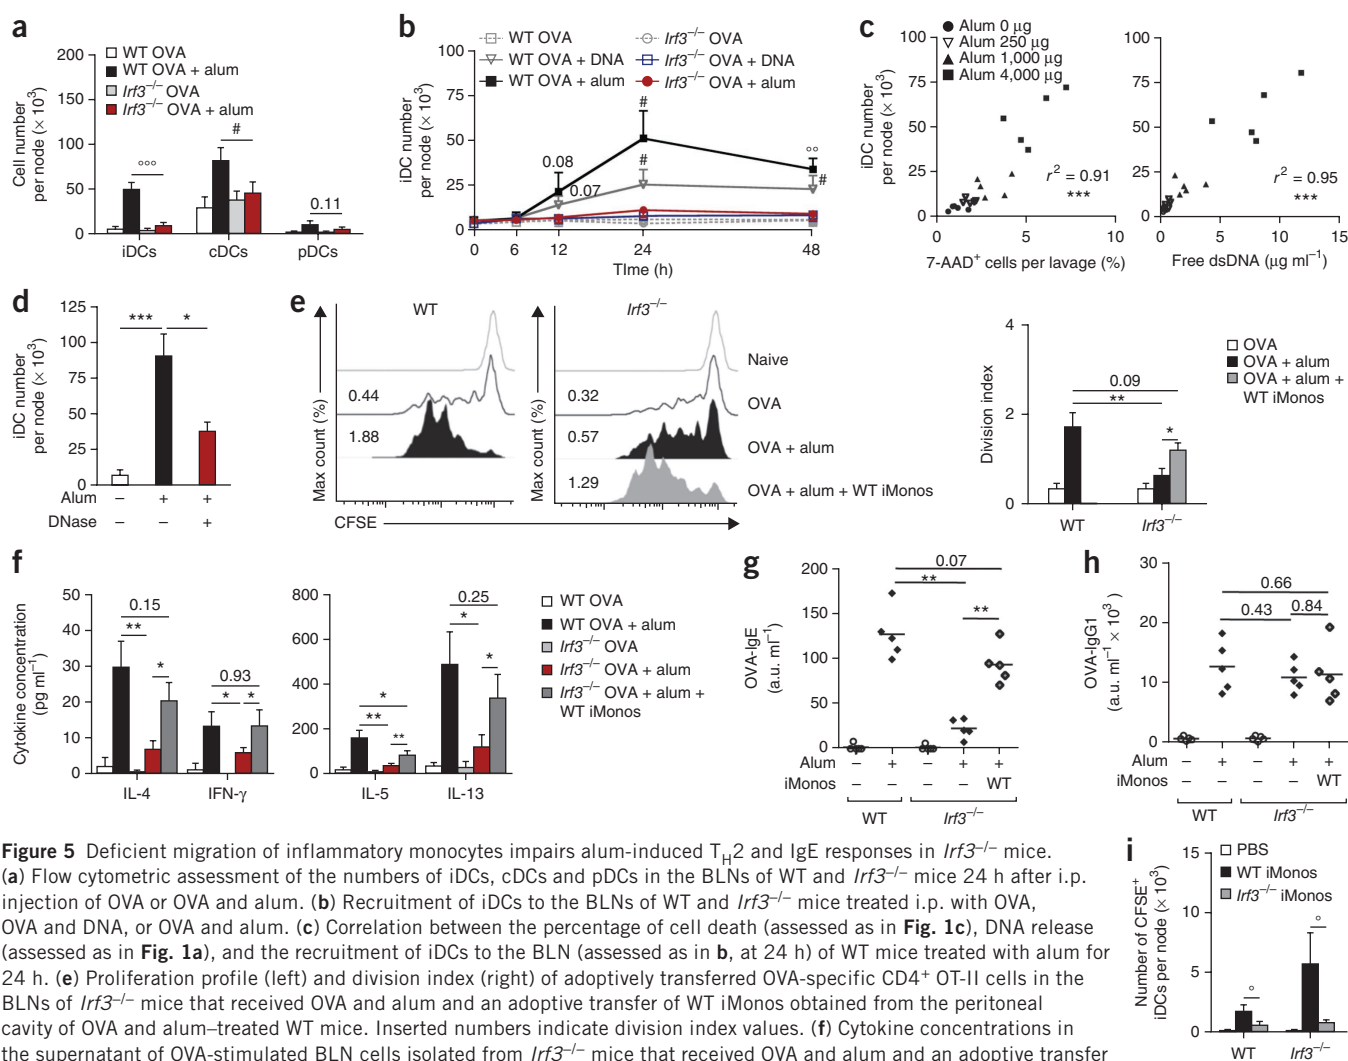 a
200
150
100
50
0
Cell number
per node (× 10³)
WT OVA
WT OVA + alum
Irf3⁻/⁻ OVA
Irf3⁻/⁻ OVA + alum
°°°
#
0.11
iDCs cDCs pDCs
b
100
75
50
25
0
iDC number
per node (× 10³)
WT OVA
WT OVA + DNA
WT OVA + alum
Irf3⁻/⁻ OVA
Irf3⁻/⁻ OVA + DNA
Irf3⁻/⁻ OVA + alum
0.08
0.07
#
#
°°
#
0 6 12 24 48
TIme (h)
c
Alum 0 µg
Alum 250 µg
Alum 1,000 µg
Alum 4,000 µg
100
75
50
25
0
iDC number
per node (× 10³)
r² = 0.91
***
0 5 10
7-AAD⁺ cells per lavage (%)
100
75
50
25
0
r² = 0.95
***
0 5 10 15
Free dsDNA (µg ml⁻¹)
d
125
100
75
50
25
0
iDC number
per node (× 10³)
*** *
Alum – + +
DNase – – +
e
WT
Max count (%)
0.44
1.88
Irf3⁻/⁻
Max count (%)
0.32
0.57
1.29
Naive
OVA
OVA + alum
OVA + alum + WT iMonos
CFSE
4
2
0
Division index
0.09
**
*
WT Irf3⁻/⁻
OVA
OVA + alum
OVA + alum +
WT iMonos
f
50
40
30
20
10
0
Cytokine concentration
(pg ml⁻¹)
0.15
**
*
0.93
* *
IL-4 IFN-γ
800
600
400
200
0
*
**
**
0.25
*
*
IL-5 IL-13
WT OVA
WT OVA + alum
Irf3⁻/⁻ OVA
Irf3⁻/⁻ OVA + alum
Irf3⁻/⁻ OVA + alum +
WT iMonos
g
200
150
100
50
0
OVA-IgE
(a.u. ml⁻¹)
0.07
**
**
Alum – + – + +
iMonos – – – – WT
WT Irf3⁻/⁻
h
30
20
10
0
OVA-IgG1
(a.u. ml⁻¹ × 10³)
0.66
0.43 0.84
– + – + +
– – – – WT
WT Irf3⁻/⁻
Figure 5 Deficient migration of inflammatory monocytes impairs alum-induced T_H2 and IgE responses in Irf3⁻/⁻ mice.
(a) Flow cytometric assessment of the numbers of iDCs, cDCs and pDCs in the BLNs of WT and Irf3⁻/⁻ mice 24 h after i.p.
injection of OVA or OVA and alum. (b) Recruitment of iDCs to the BLNs of WT and Irf3⁻/⁻ mice treated i.p. with OVA,
OVA and DNA, or OVA and alum. (c) Correlation between the percentage of cell death (assessed as in Fig. 1c), DNA release
(assessed as in Fig. 1a), and the recruitment of iDCs to the BLN (assessed as in b, at 24 h) of WT mice treated with alum for
24 h. (e) Proliferation profile (left) and division index (right) of adoptively transferred OVA-specific CD4⁺ OT-II cells in the
BLNs of Irf3⁻/⁻ mice that received OVA and alum and an adoptive transfer of WT iMonos obtained from the peritoneal
cavity of OVA and alum–treated WT mice. Inserted numbers indicate division index values. (f) Cytokine concentrations in
the supernatant of OVA-stimulated BLN cells isolated from Irf3⁻/⁻ mice that received OVA and alum and an adoptive transfer
i
15
10
5
0
Number of CFSE⁺
iDCs per node (× 10³)
PBS
WT iMonos
Irf3⁻/⁻ iMonos
°
°
WT Irf3⁻/⁻